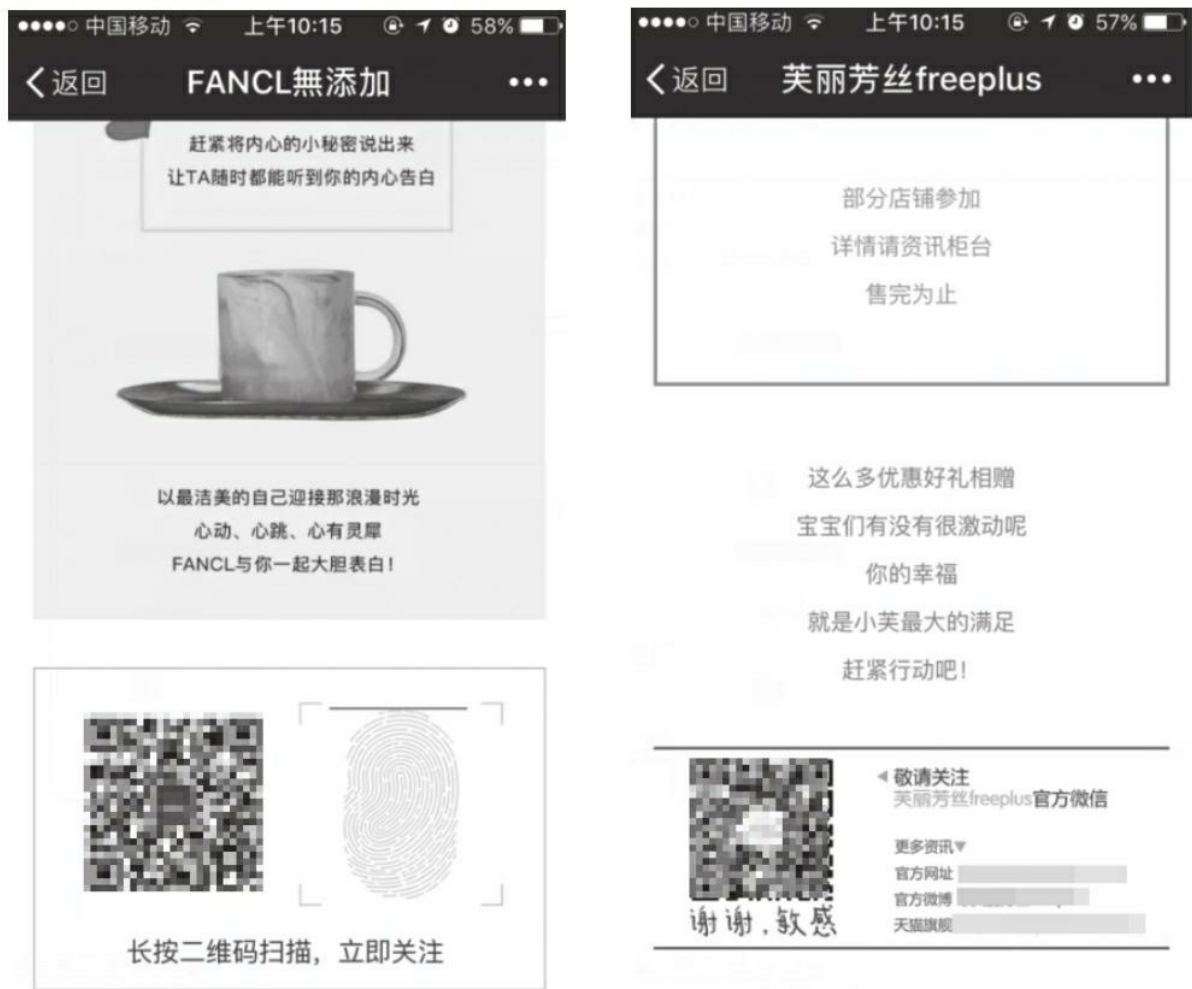 中国移动 上午10:15 58%
返回 FANCL無添加 •••
赶紧将内心的小秘密说出来
让TA随时都能听到你的内心告白
以最洁美的自己迎接那浪漫时光
心动、心跳、心有灵犀
FANCL与你一起大胆表白！
长按二维码扫描，立即关注
中国移动 上午10:15 57%
返回 芙丽芳丝freeplus •••
部分店铺参加
详情请资讯柜台
售完为止
这么多优惠好礼相赠
宝宝们有没有很激动呢
你的幸福
就是小芙最大的满足
赶紧行动吧！
敬请关注
芙丽芳丝freeplus官方微信
更多资讯▼
官方网址
官方微博
天猫旗舰
谢谢，敏感